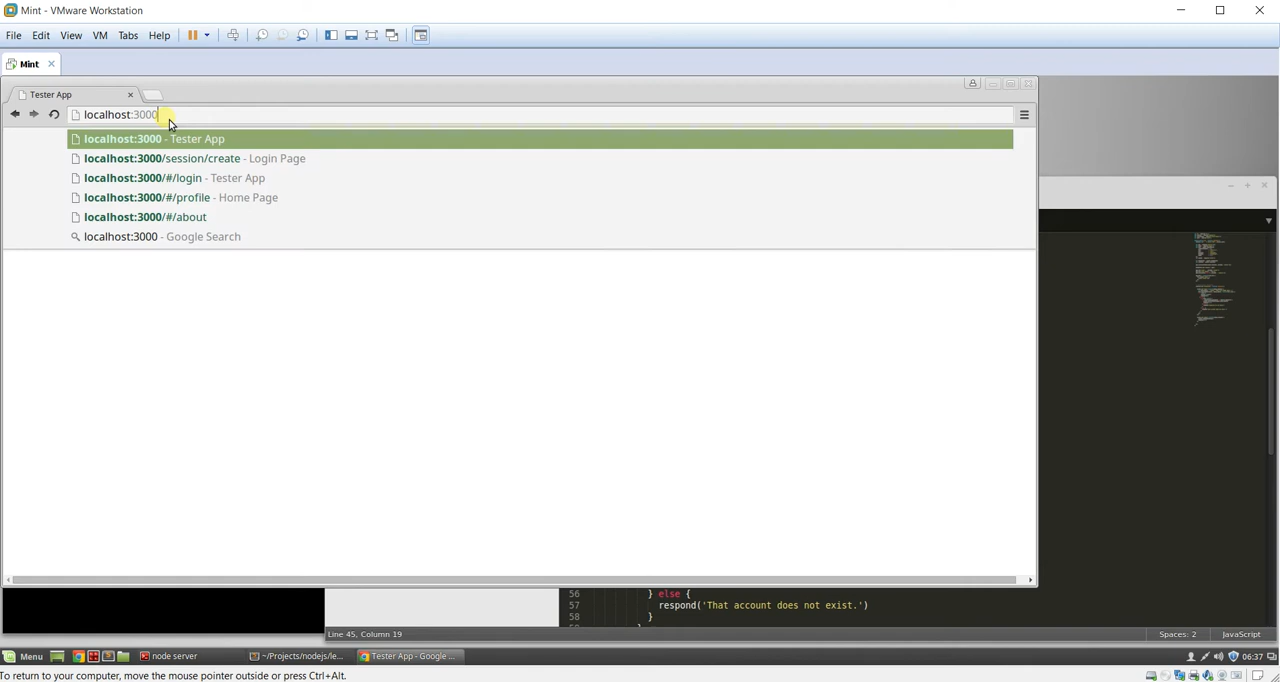 Mint - VMware Workstation
File Edit View VM Tabs Help
Mint
Tester App
localhost:3000
localhost:3000 - Tester App
localhost:3000/session/create - Login Page
localhost:3000/#/login - Tester App
localhost:3000/#/profile - Home Page
localhost:3000/#/about
localhost:3000 - Google Search
56 } else {
57 respond('That account does not exist.')
58 }
Line 45, Column 19 Spaces: 2 JavaScript
Menu node server ~/Projects/nodejs/le... Tester App - Google ... 06:37
To return to your computer, move the mouse pointer outside or press Ctrl+Alt.